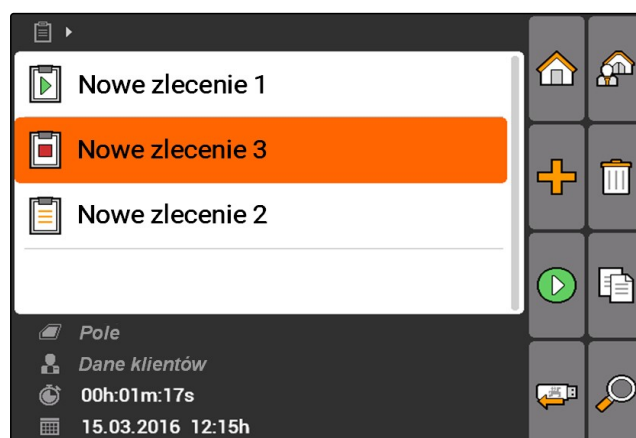 Nowe zlecenie 1
Nowe zlecenie 3
Nowe zlecenie 2
Pole
Dane klientów
00h:01m:17s
15.03.2016 12:15h